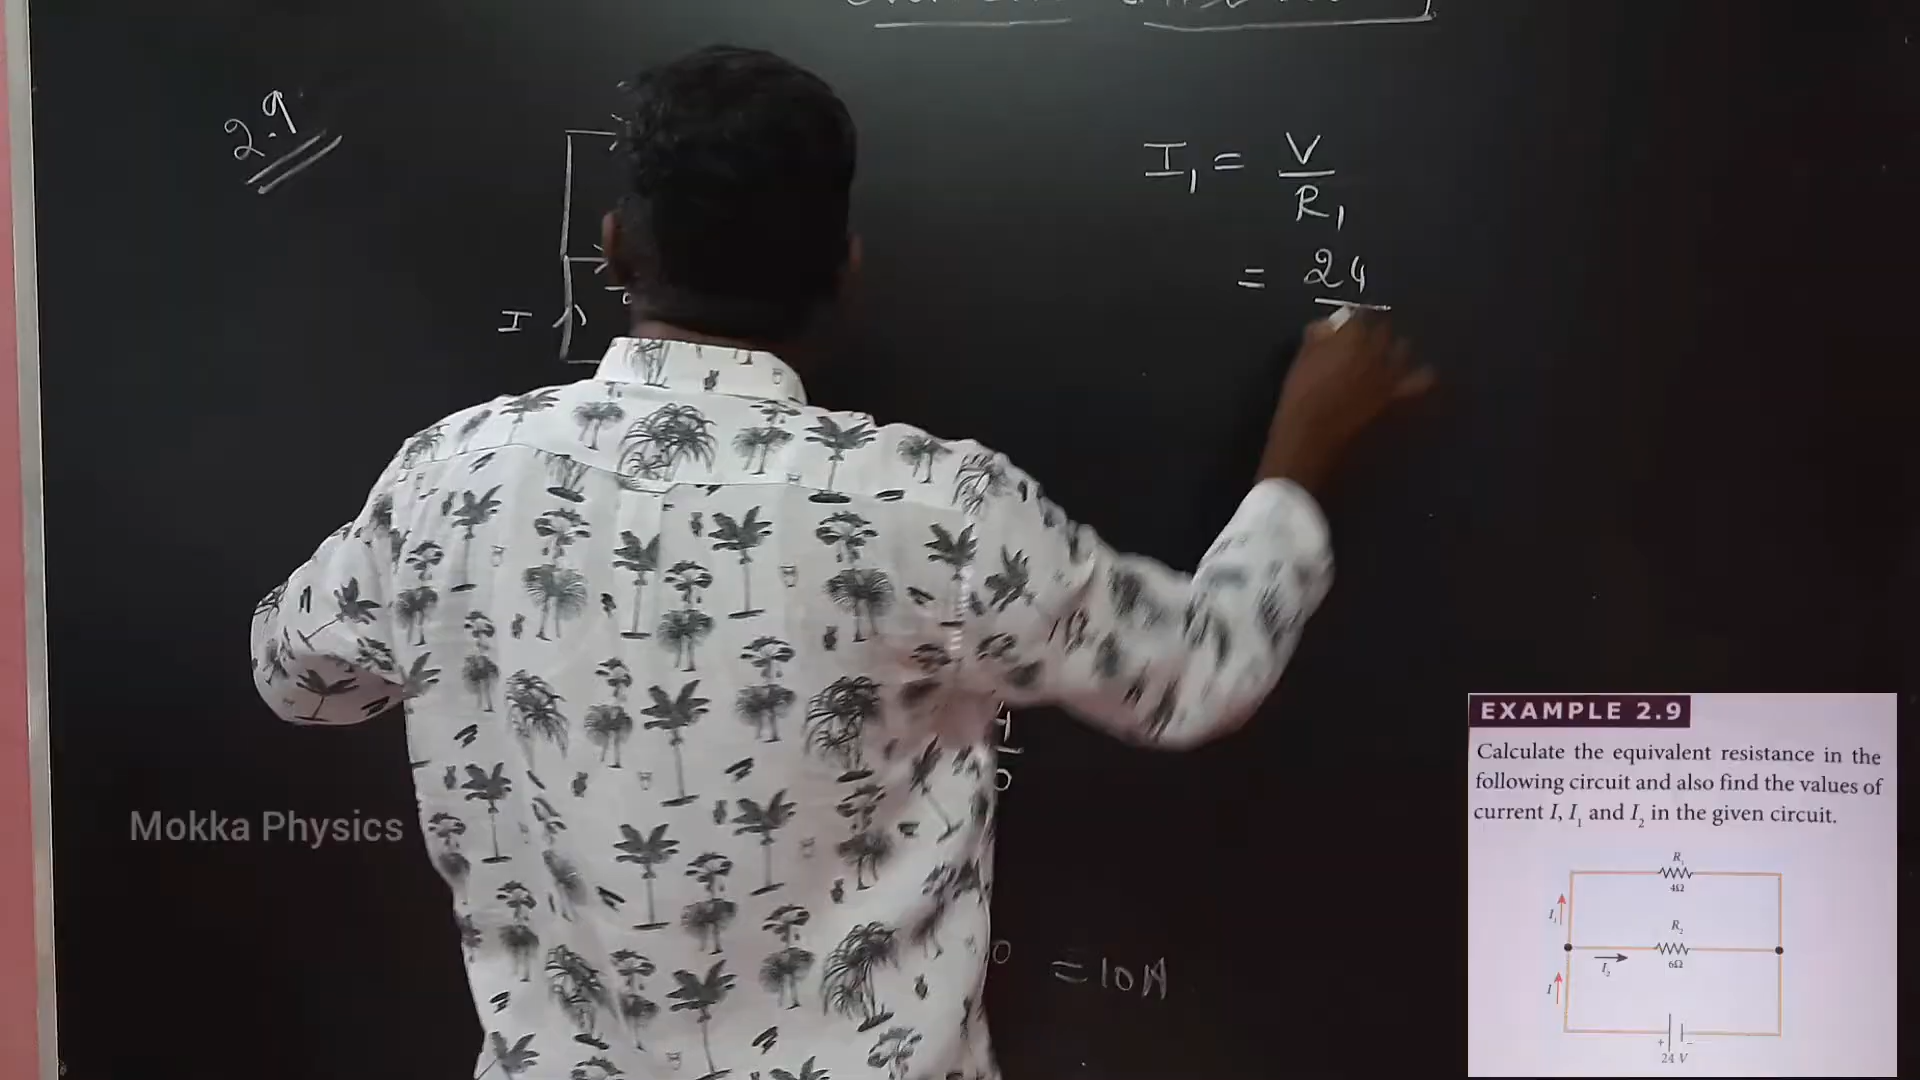 2.9
I₁ = V/R₁
= 24
I
= 10A
Mokka Physics
EXAMPLE 2.9
Calculate the equivalent resistance in the
following circuit and also find the values of
current I, I₁ and I₂ in the given circuit.
R₁
4Ω
I₁
R₂
6Ω
I₂
I
+ −
24 V